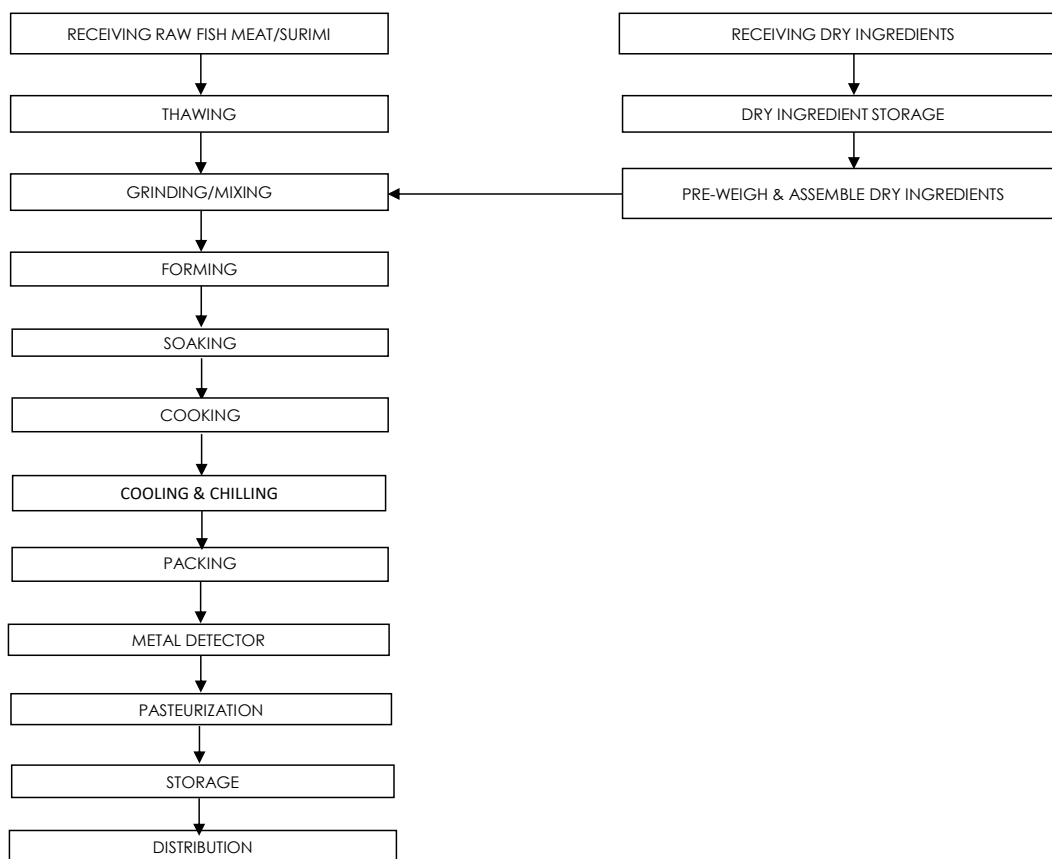 RECEIVING RAW FISH MEAT/SURIMI
THAWING
GRINDING/MIXING
FORMING
SOAKING
COOKING
COOLING & CHILLING
PACKING
METAL DETECTOR
PASTEURIZATION
STORAGE
DISTRIBUTION
RECEIVING DRY INGREDIENTS
DRY INGREDIENT STORAGE
PRE-WEIGH & ASSEMBLE DRY INGREDIENTS